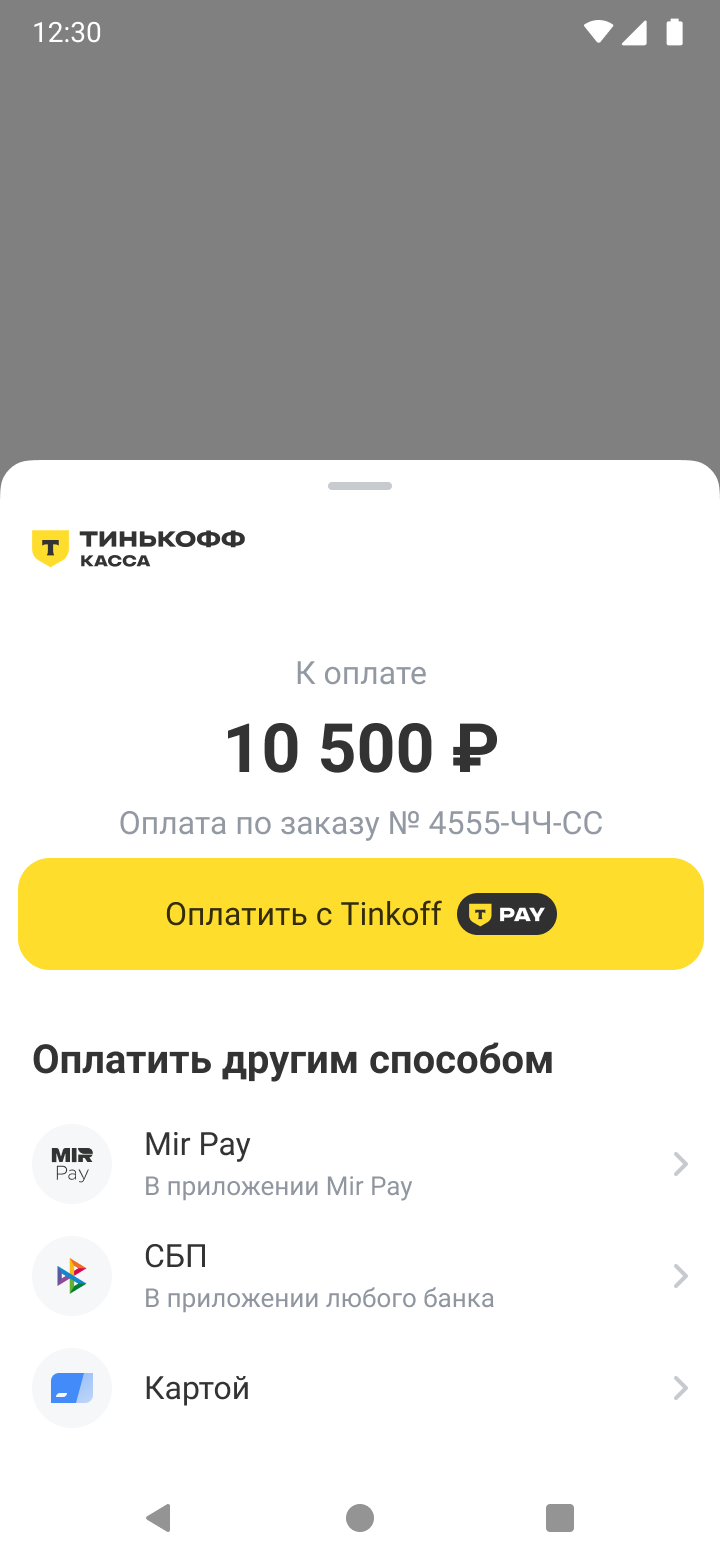 12:30
ТИНЬКОФФ
КАССА
К оплате
10 500 ₽
Оплата по заказу № 4555-ЧЧ-СС
Оплатить с Tinkoff T PAY
Оплатить другим способом
MIR
Pay
Mir Pay
В приложении Mir Pay
СБП
В приложении любого банка
Картой